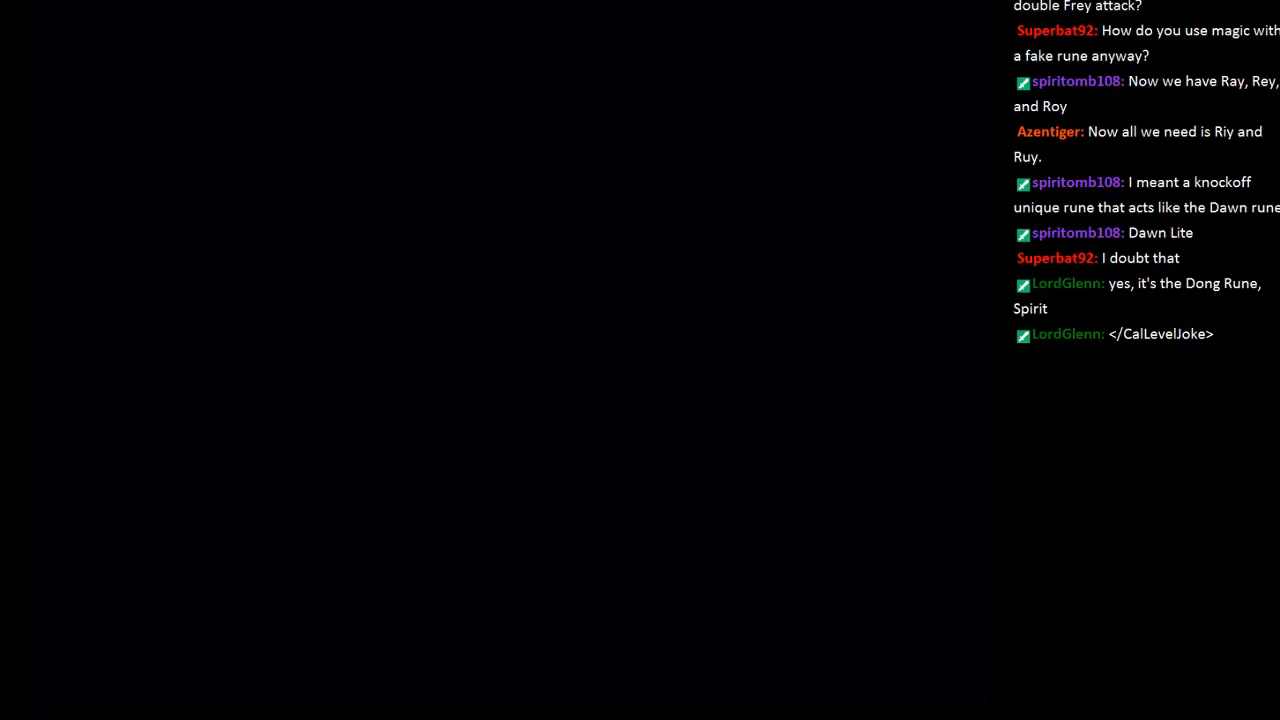 double Frey attack?
Superbat92: How do you use magic with
a fake rune anyway?
spiritomb108: Now we have Ray, Rey,
and Roy
Azentiger: Now all we need is Riy and
Ruy.
spiritomb108: I meant a knockoff
unique rune that acts like the Dawn rune
spiritomb108: Dawn Lite
Superbat92: I doubt that
LordGlenn: yes, it's the Dong Rune,
Spirit
LordGlenn: </CalLevelJoke>